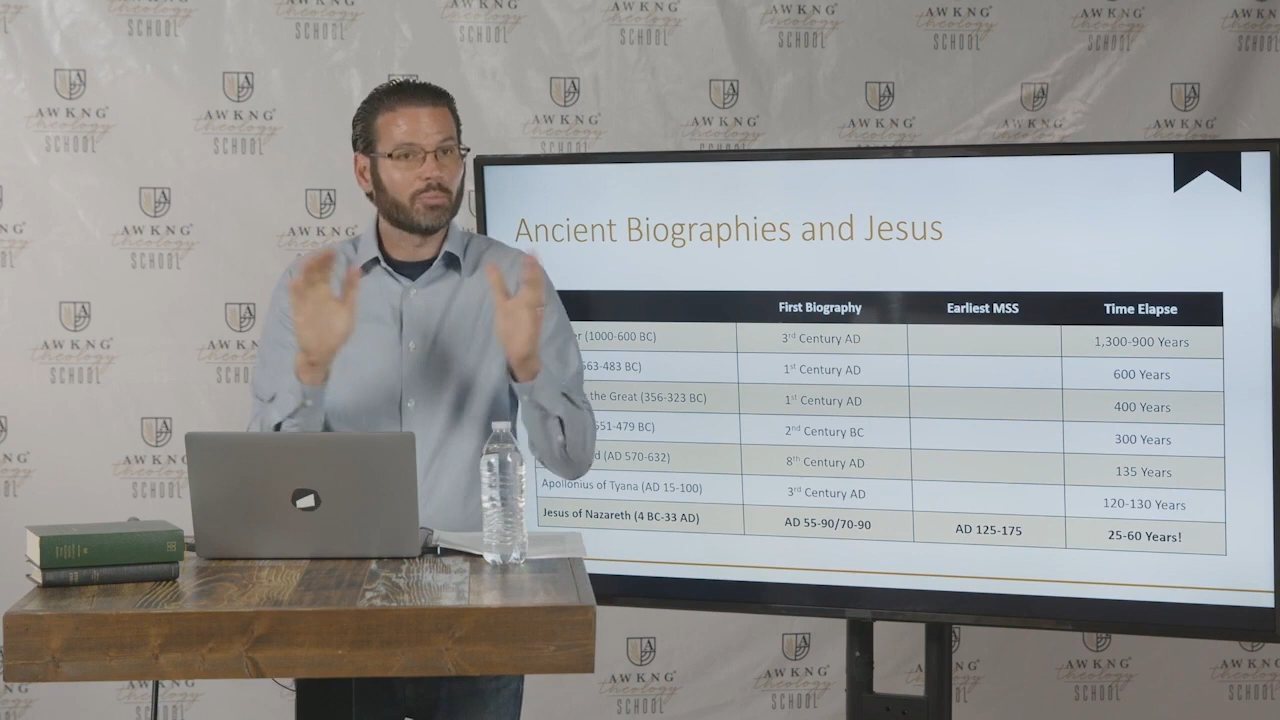 AWKNG
theology
SCHOOL
Ancient Biographies and Jesus
First Biography Earliest MSS Time Elapse
(1000-600 BC) 3rd Century AD 1,300-900 Years
563-483 BC) 1st Century AD 600 Years
the Great (356-323 BC) 1st Century AD 400 Years
551-479 BC) 2nd Century BC 300 Years
(AD 570-632) 8th Century AD 135 Years
Apollonius of Tyana (AD 15-100) 3rd Century AD 120-130 Years
Jesus of Nazareth (4 BC-33 AD) AD 55-90/70-90 AD 125-175 25-60 Years!